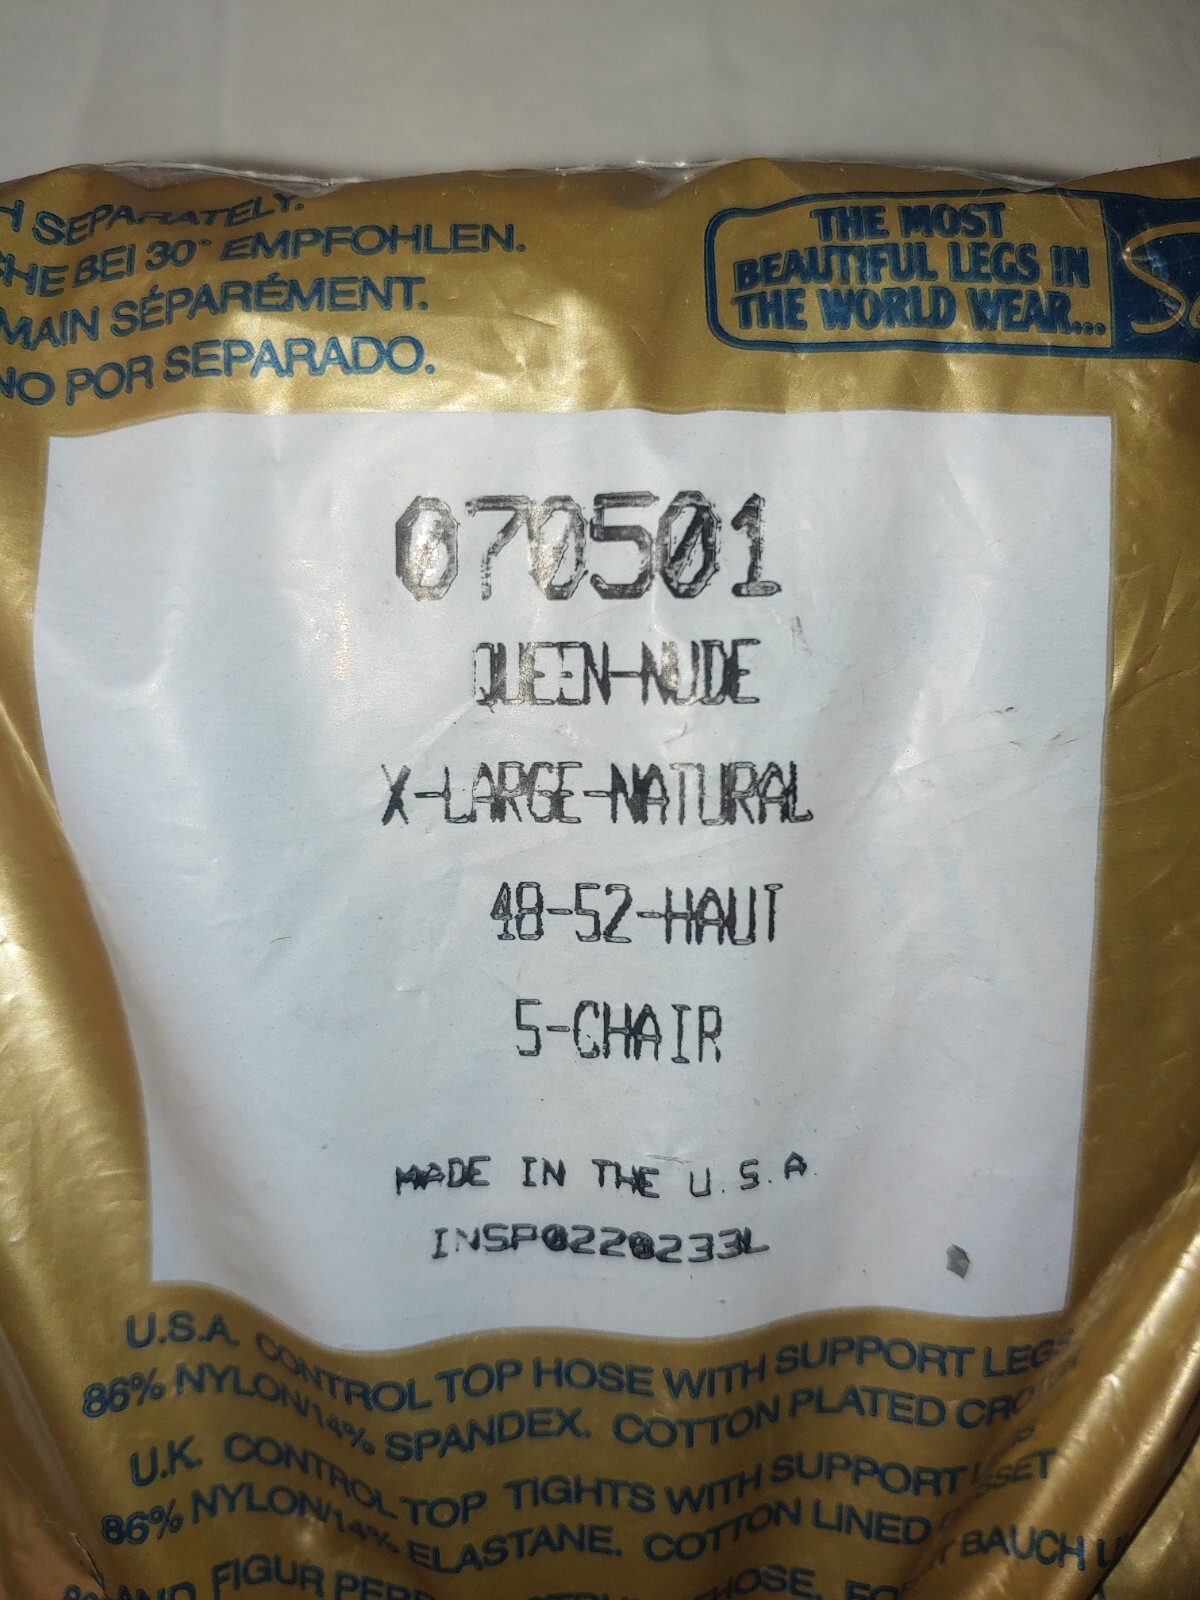 SEPARATELY.
BEI 30° EMPFOHLEN.
MAIN SÉPARÉMENT.
NO POR SEPARADO.
THE MOST
BEAUTIFUL LEGS IN
THE WORLD WEAR...
070501
QUEEN-NUDE
X-LARGE-NATURAL
48-52-HAUT
5-CHAIR
MADE IN THE U.S.A.
INSP0220233L
U.S.A. CONTROL TOP HOSE WITH SUPPORT LEGS
86% NYLON/14% SPANDEX. COTTON PLATED
U.K. CONTROL TOP TIGHTS WITH SUPPORT
86% NYLON/14% ELASTANE. COTTON LINED
FIGUR BAUCH